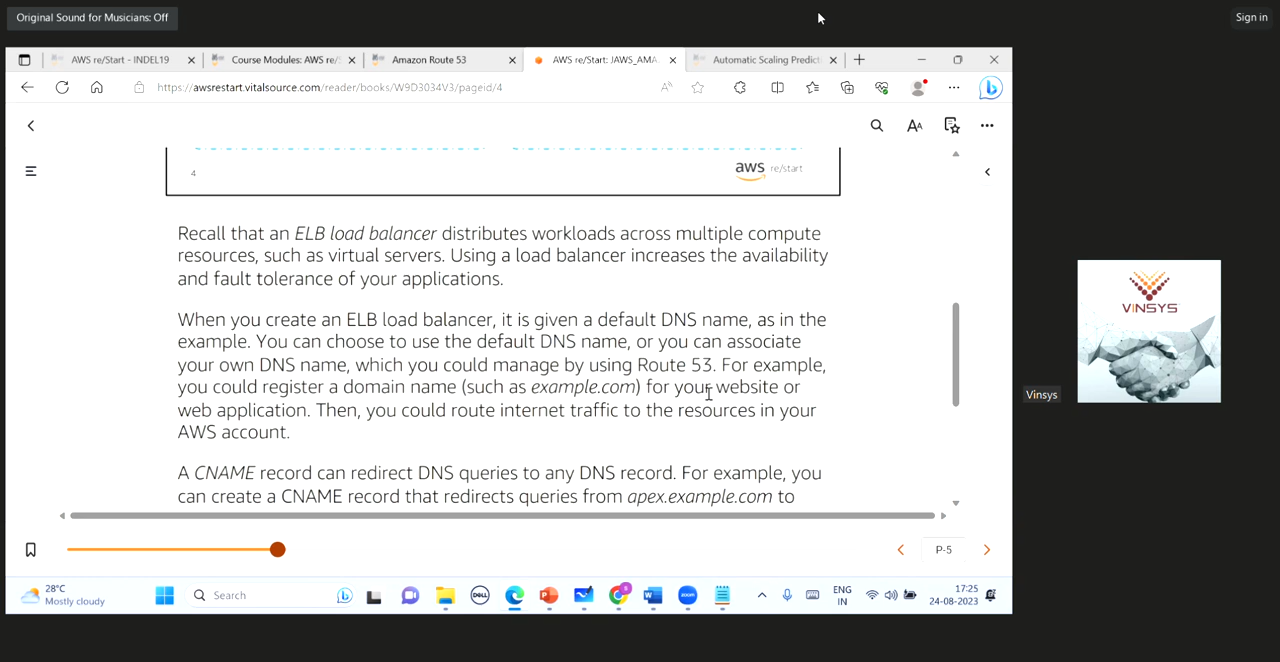 Original Sound for Musicians: Off
Sign in
AWS re/Start - INDEL19
Course Modules: AWS re/
Amazon Route 53
AWS re/Start: JAWS_AMA
Automatic Scaling Predict
https://awsrestart.vitalsource.com/reader/books/W9D3034V3/pageid/4
4
aws re/start
Recall that an ELB load balancer distributes workloads across multiple compute
resources, such as virtual servers. Using a load balancer increases the availability
and fault tolerance of your applications.
When you create an ELB load balancer, it is given a default DNS name, as in the
example. You can choose to use the default DNS name, or you can associate
your own DNS name, which you could manage by using Route 53. For example,
you could register a domain name (such as example.com) for your website or
web application. Then, you could route internet traffic to the resources in your
AWS account.
A CNAME record can redirect DNS queries to any DNS record. For example, you
can create a CNAME record that redirects queries from apex.example.com to
P-5
VINSYS
Vinsys
28°C
Mostly cloudy
Search
DELL
zoom
ENG
IN
17:25
24-08-2023